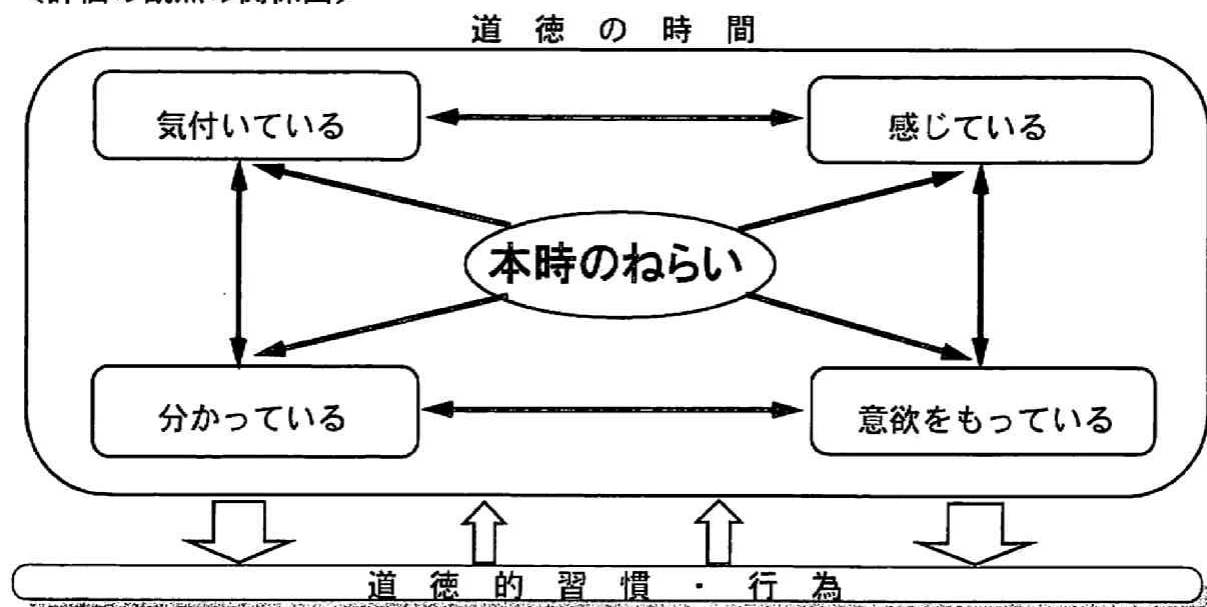 道徳の時間
気付いている
感じている
本時のねらい
分かっている
意欲をもっている
道徳的習慣・行為